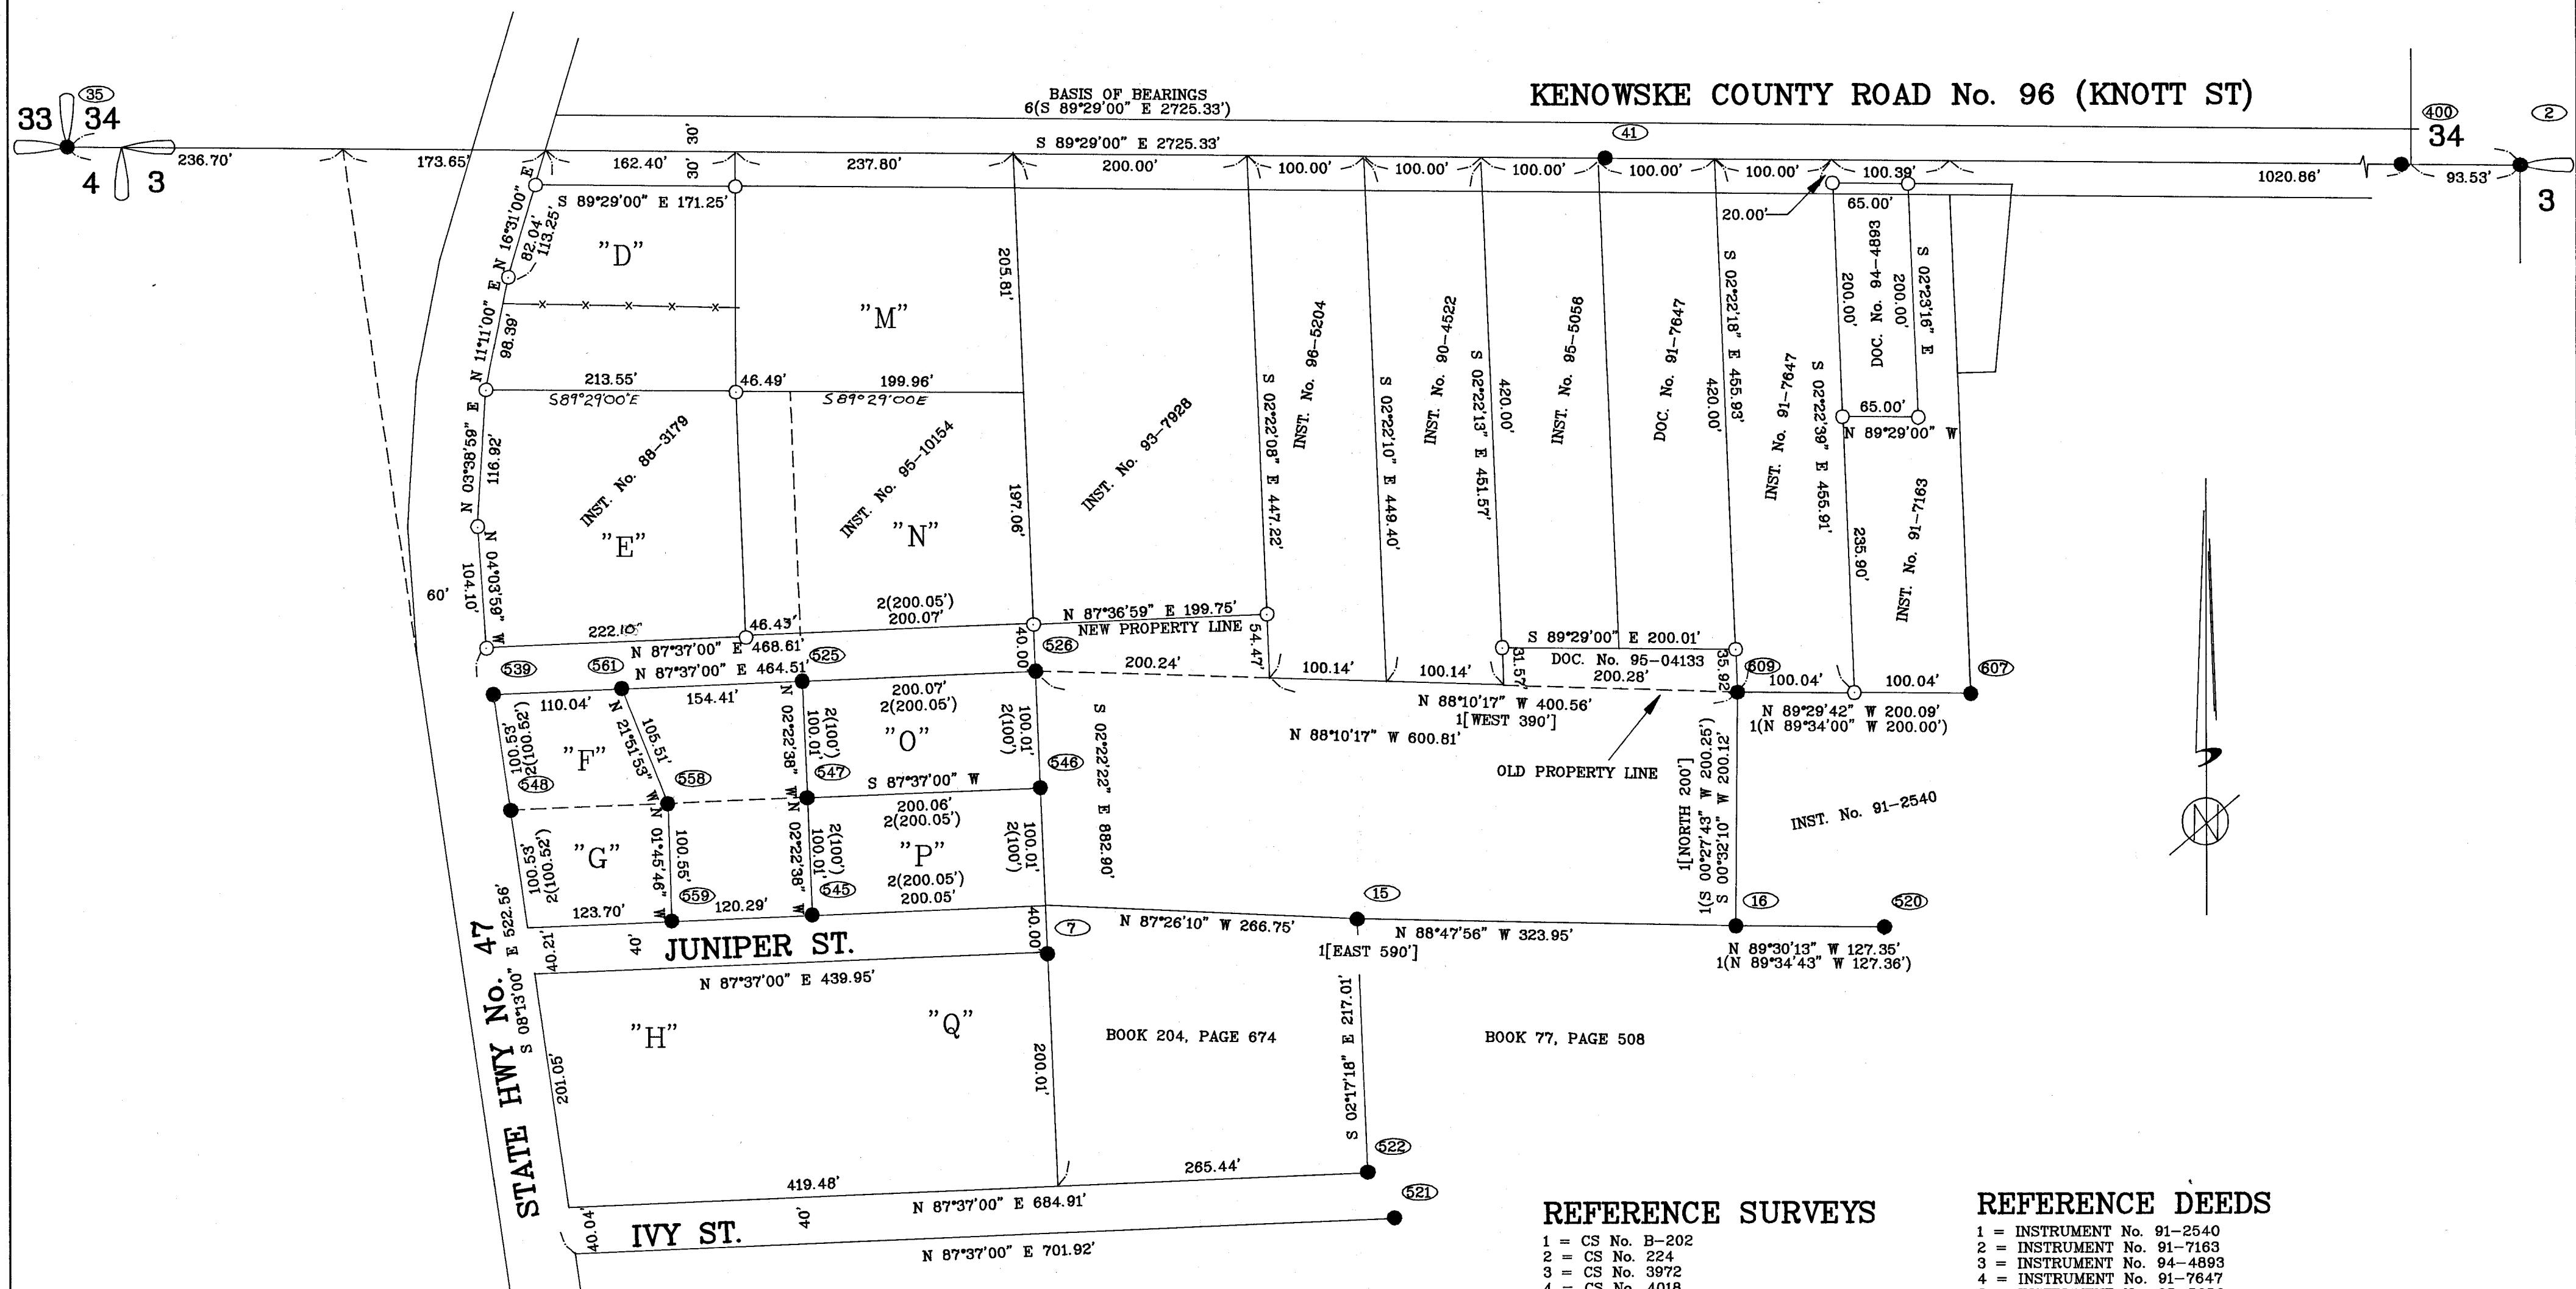 KENOWSKE COUNTY ROAD No. 96 (KNOTT ST)
BASIS OF BEARINGS
6(S 89°29'00" E 2725.33')
S 89°29'00" E 2725.33'
33
34
35
4
3
41
400
34
2
3
236.70'
173.65'
162.40'
30'
30'
237.80'
200.00'
100.00'
100.00'
100.00'
100.00'
100.00'
100.39'
1020.86'
93.53'
S 89°29'00" E 171.25'
20.00'
65.00'
N 16°31'00" E
82.04'
113.25'
"D"
N 11°11'00" E
98.39'
"M"
205.81'
213.55'
S89°29'00"E
46.49'
199.96'
S89°29'00E
N 03°38'59" E
116.92'
N 04°03'59" W
104.10'
60'
INST. No. 88-3179
"E"
INST. No. 95-10154
"N"
197.06'
INST. No. 93-7928
S 02°22'08" E 447.22'
INST. No. 96-5204
S 02°22'10" E 449.40'
INST. No. 90-4522
S 02°22'13" E 451.57'
420.00'
INST. No. 95-5058
DOC. No. 91-7647
S 02°22'18" E 455.93'
420.00'
INST. No. 91-7647
S 02°22'39" E 455.91'
200.00'
DOC. No. 94-4893
200.00'
S 02°23'16" E
65.00'
N 89°29'00" W
235.90'
INST. No. 91-7163
222.10'
46.43'
2(200.05')
200.07'
N 87°37'00" E 468.61'
N 87°36'59" E 199.75'
NEW PROPERTY LINE
40.00'
526
54.47'
539
561
N 87°37'00" E 464.51'
525
200.24'
100.14'
100.14'
31.57'
S 89°29'00" E 200.01'
DOC. No. 95-04133
200.28'
35.92'
609
100.04'
100.04'
607
110.04'
154.41'
200.07'
2(200.05')
N 88°10'17" W 400.56'
1[WEST 390']
N 88°10'17" W 600.81'
OLD PROPERTY LINE
N 89°29'42" W 200.09'
1(N 89°34'00" W 200.00')
100.53'
2(100.52')
"F"
N 21°51'53" W
105.51'
N 02°22'38" W
100.01'
2(100')
"O"
100.01'
2(100')
S 02°22'22" E 882.90'
548
558
547
S 87°37'00" W
546
200.06'
2(200.05')
100.53'
2(100.52')
"G"
N 01°45'46" W
100.55'
N 02°22'38" W
100.01'
2(100')
"P"
100.01'
2(100')
2(200.05')
200.05'
559
545
123.70'
120.29'
1[NORTH 200']
1(S 00°27'43" W 200.25')
S 00°32'10" W 200.12'
INST. No. 91-2540
N
15
16
520
40.00'
7
N 87°26'10" W 266.75'
1[EAST 590']
N 88°47'56" W 323.95'
N 89°30'13" W 127.35'
1(N 89°34'43" W 127.36')
40.21'
40'
JUNIPER ST.
N 87°37'00" E 439.95'
STATE HWY No. 47
S 08°13'00" E 522.56'
201.05'
"H"
"Q"
200.01'
BOOK 204, PAGE 674
S 02°17'18" E 217.01'
BOOK 77, PAGE 508
522
419.48'
265.44'
N 87°37'00" E 684.91'
521
40.04'
IVY ST.
40'
N 87°37'00" E 701.92'
REFERENCE SURVEYS
1 = CS No. B-202
2 = CS No. 224
3 = CS No. 3972
4 = CS No. 4018
REFERENCE DEEDS
1 = INSTRUMENT No. 91-2540
2 = INSTRUMENT No. 91-7163
3 = INSTRUMENT No. 94-4893
4 = INSTRUMENT No. 91-7647